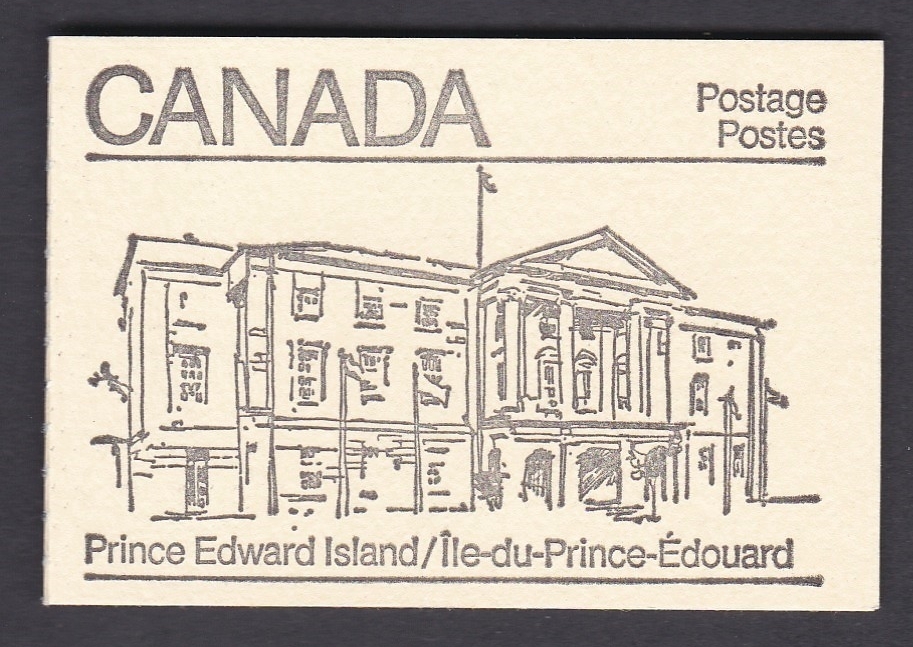 CANADA
Postage
Postes
Prince Edward Island/Île-du-Prince-Édouard